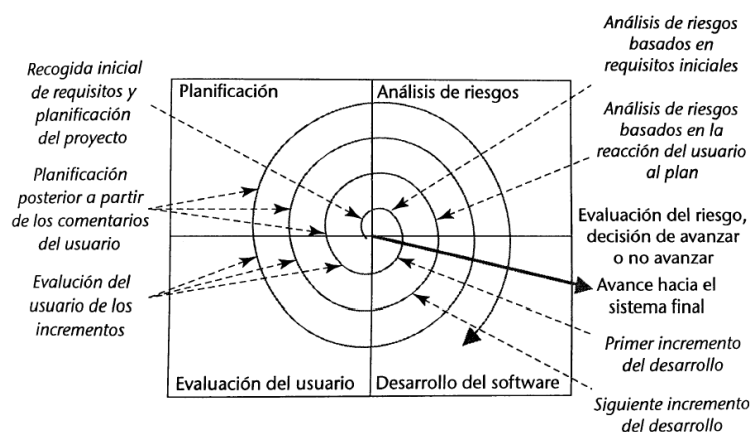 Análisis de riesgos
basados en
requisitos iniciales
Recogida inicial
de requisitos y
planificación
del proyecto
Planificación
Análisis de riesgos
Análisis de riesgos
basados en la
reacción del usuario
al plan
Planificación
posterior a partir
de los comentarios
del usuario
Evaluación del riesgo,
decisión de avanzar
o no avanzar
Evalución del
usuario de los
incrementos
Avance hacia el
sistema final
Primer incremento
del desarrollo
Evaluación del usuario
Desarrollo del software
Siguiente incremento
del desarrollo